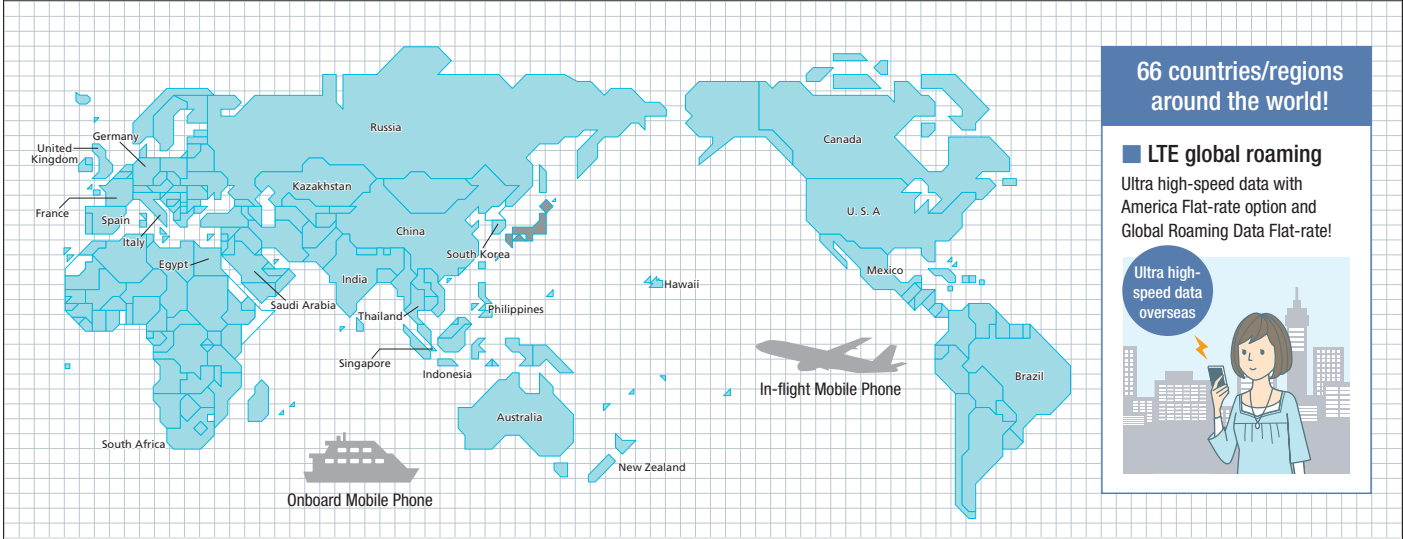 Russia
Germany
United
Kingdom
Kazakhstan
France
Spain
Italy
China
South Korea
Egypt
India
Saudi Arabia
Thailand
Philippines
Singapore
Indonesia
South Africa
Australia
New Zealand
Onboard Mobile Phone
Canada
U. S. A
Mexico
Hawaii
In-flight Mobile Phone
Brazil
66 countries/regions
around the world!
LTE global roaming
Ultra high-speed data with
America Flat-rate option and
Global Roaming Data Flat-rate!
Ultra high-
speed data
overseas